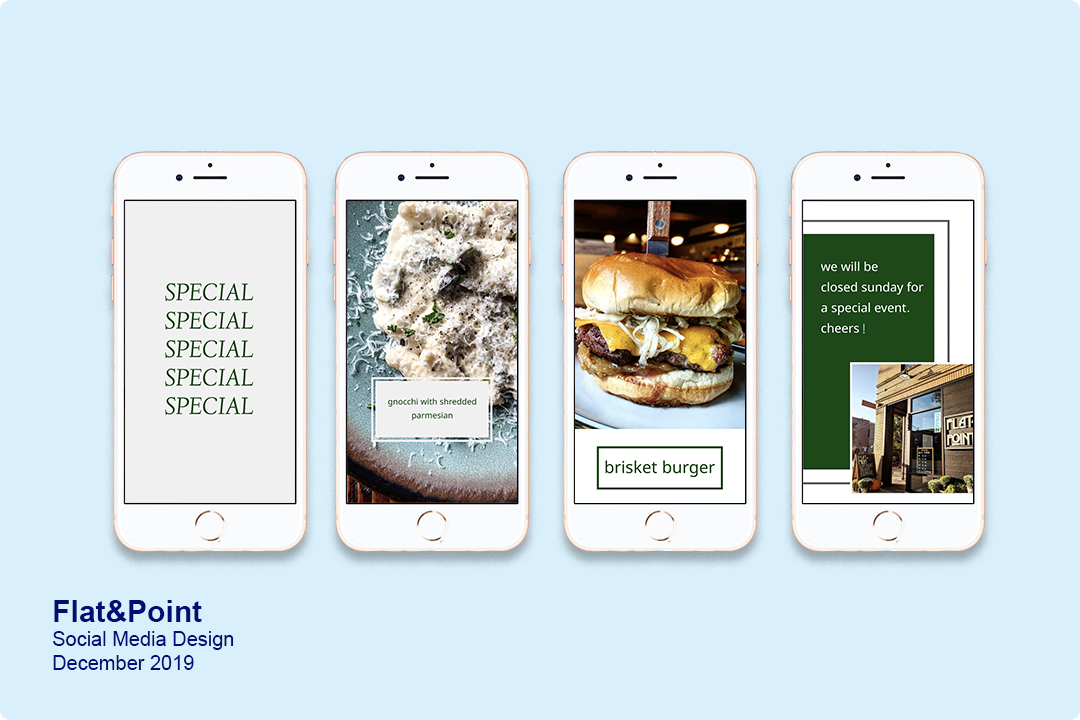 SPECIAL
SPECIAL
SPECIAL
SPECIAL
SPECIAL
gnocchi with shredded
parmesian
brisket burger
we will be
closed sunday for
a special event.
cheers !
FLAT
POINT
Flat&Point
Social Media Design
December 2019